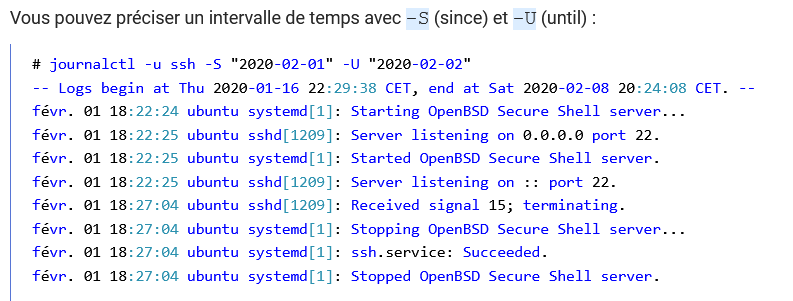 Vous pouvez préciser un intervalle de temps avec -S (since) et -U (until) :
# journalctl -u ssh -S "2020-02-01" -U "2020-02-02"
-- Logs begin at Thu 2020-01-16 22:29:38 CET, end at Sat 2020-02-08 20:24:08 CET. --
févr. 01 18:22:24 ubuntu systemd[1]: Starting OpenBSD Secure Shell server...
févr. 01 18:22:25 ubuntu sshd[1209]: Server listening on 0.0.0.0 port 22.
févr. 01 18:22:25 ubuntu systemd[1]: Started OpenBSD Secure Shell server.
févr. 01 18:22:25 ubuntu sshd[1209]: Server listening on :: port 22.
févr. 01 18:27:04 ubuntu sshd[1209]: Received signal 15; terminating.
févr. 01 18:27:04 ubuntu systemd[1]: Stopping OpenBSD Secure Shell server...
févr. 01 18:27:04 ubuntu systemd[1]: ssh.service: Succeeded.
févr. 01 18:27:04 ubuntu systemd[1]: Stopped OpenBSD Secure Shell server.